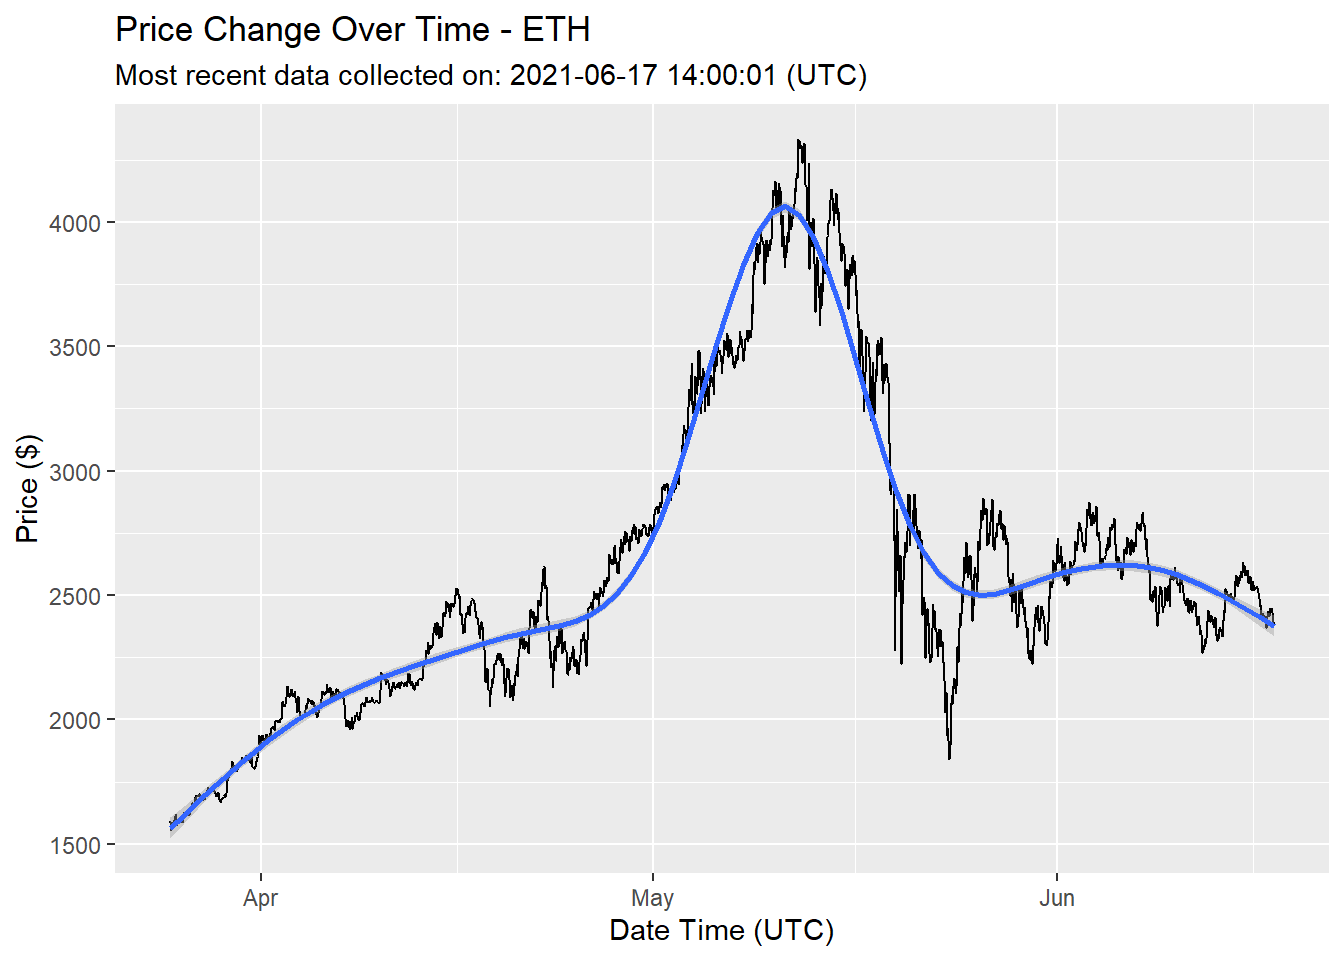 Price Change Over Time - ETH
Most recent data collected on: 2021-06-17 14:00:01 (UTC)
Price ($)
4000
3500
3000
2500
2000
1500
Apr May Jun
Date Time (UTC)